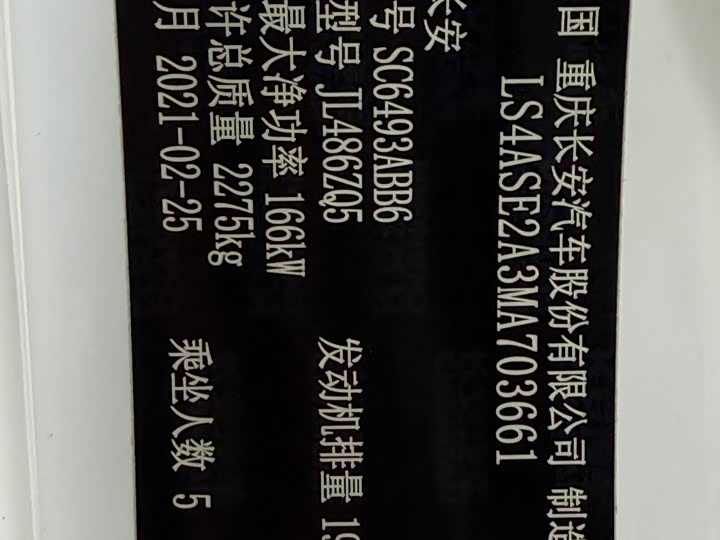 国 重庆长安汽车股份有限公司 制造
LS4ASE2A3MA703661
长安
号 SC6493ABB6
型号 JL486ZQ5 发动机排量 19
最大净功率 166kW
许总质量 2275kg
月 2021-02-25 乘坐人数 5